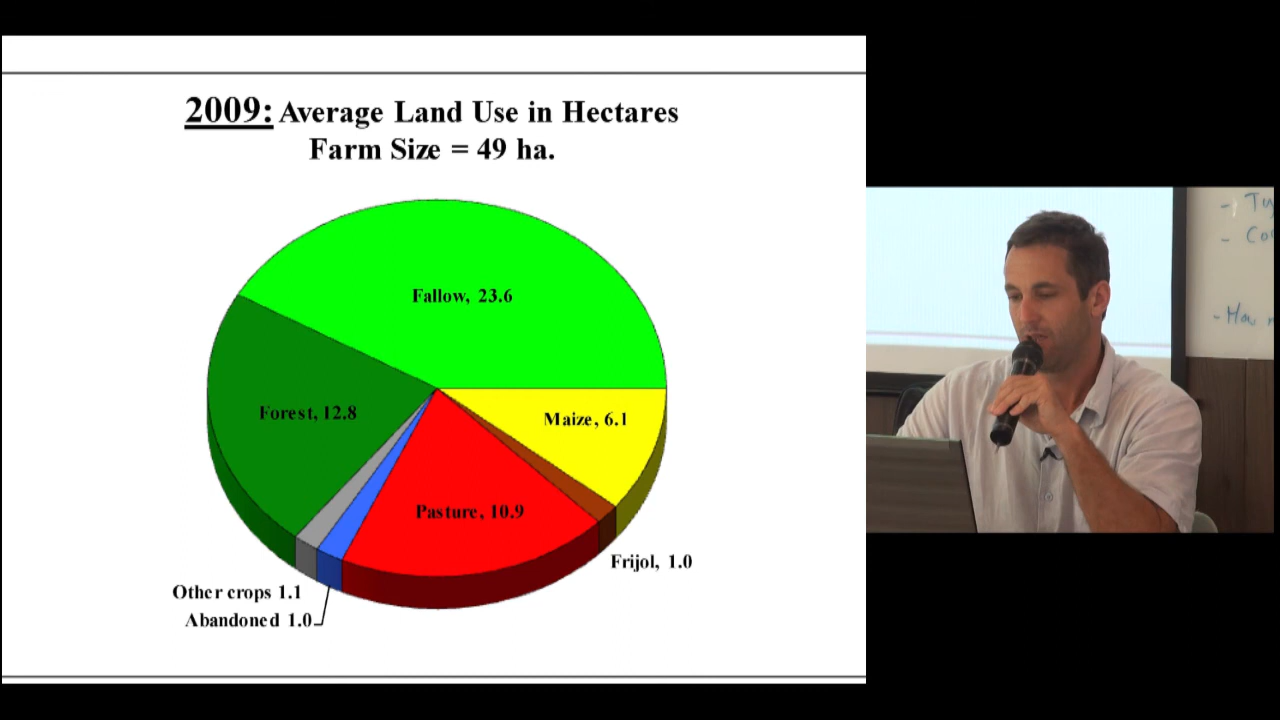 2009: Average Land Use in Hectares
Farm Size = 49 ha.
Fallow, 23.6
Forest, 12.8
Maize, 6.1
Pasture, 10.9
Frijol, 1.0
Other crops 1.1
Abandoned 1.0